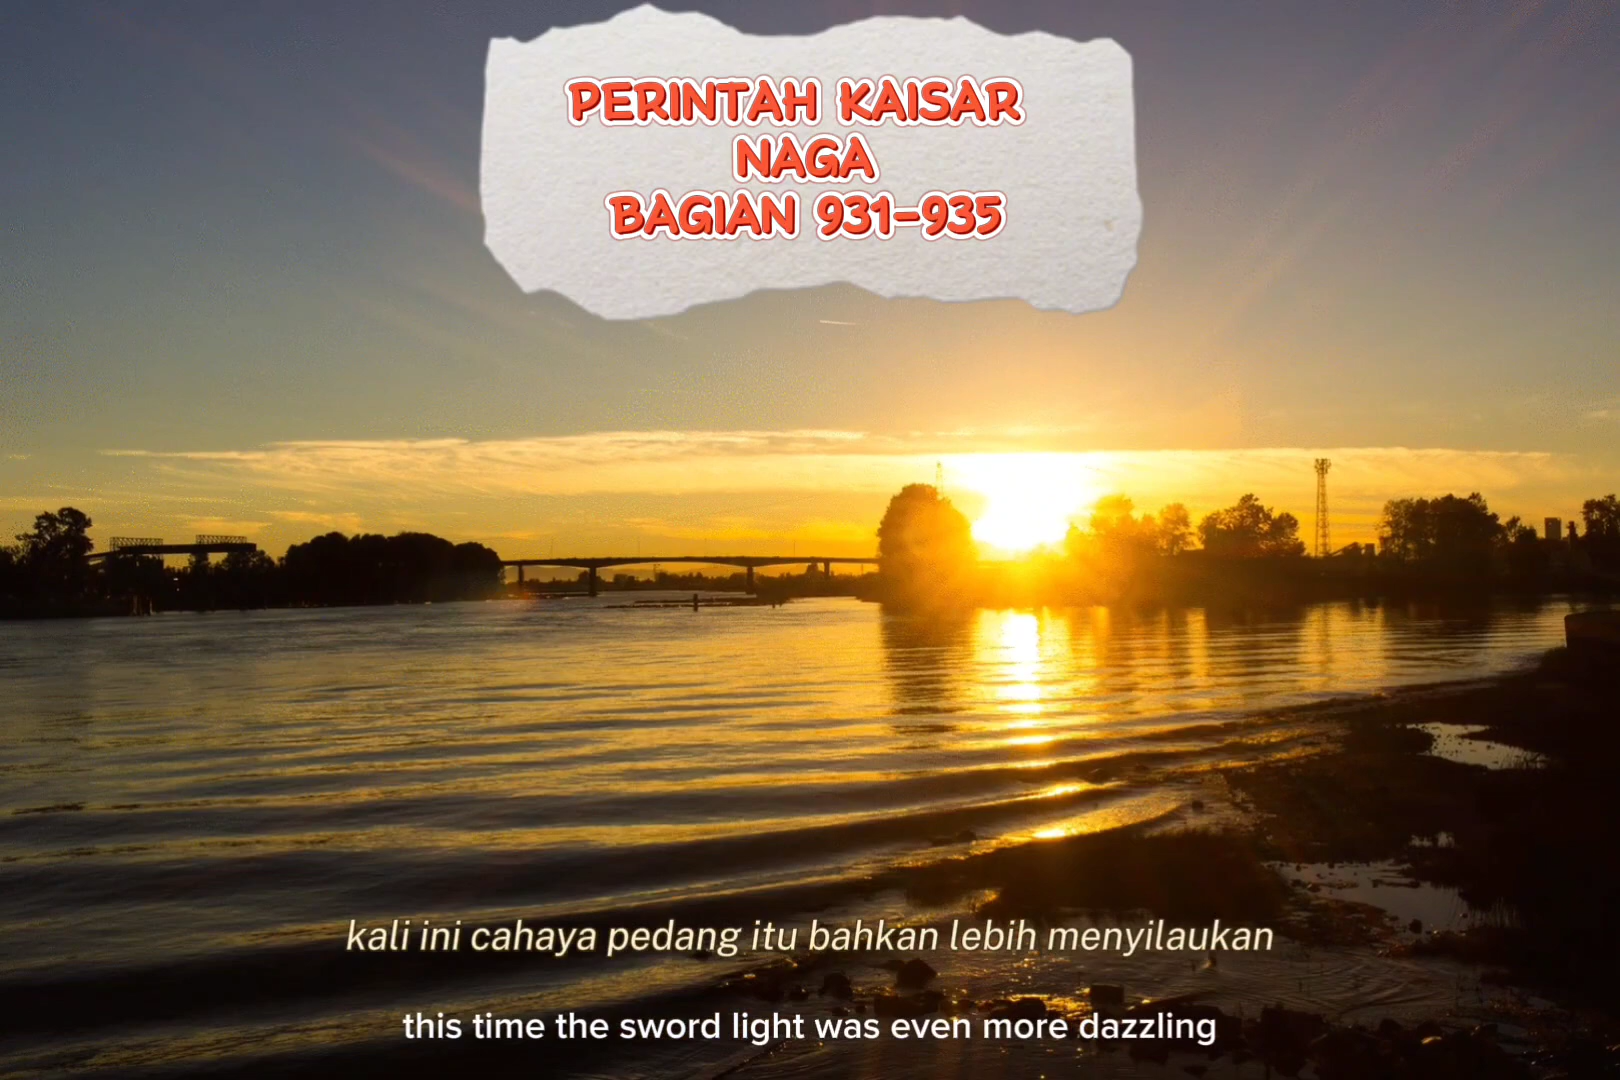 PERINTAH KAISAR
NAGA
BAGIAN 931-935
kali ini cahaya pedang itu bahkan lebih menyilaukan
this time the sword light was even more dazzling